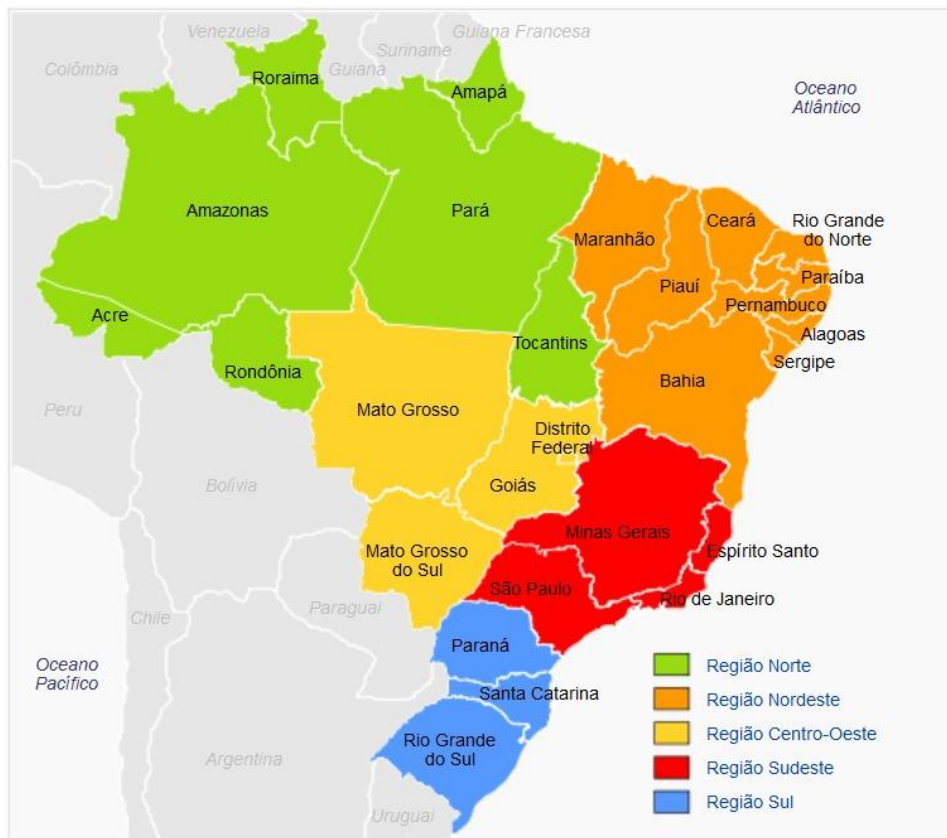 Venezuela
Guiana Francesa
Suriname
Colômbia
Guiana
Roraima
Amapá
Oceano
Atlântico
Amazonas
Pará
Maranhão
Ceará
Rio Grande
do Norte
Piauí
Paraíba
Pernambuco
Acre
Alagoas
Tocantins
Sergipe
Rondônia
Bahia
Mato Grosso
Peru
Distrito
Federal
Bolívia
Goiás
Minas Gerais
Espírito Santo
Mato Grosso
do Sul
São Paulo
Rio de Janeiro
Paraguai
Chile
Paraná
Oceano
Pacífico
Santa Catarina
Rio Grande
do Sul
Argentina
Uruguai
Região Norte
Região Nordeste
Região Centro-Oeste
Região Sudeste
Região Sul